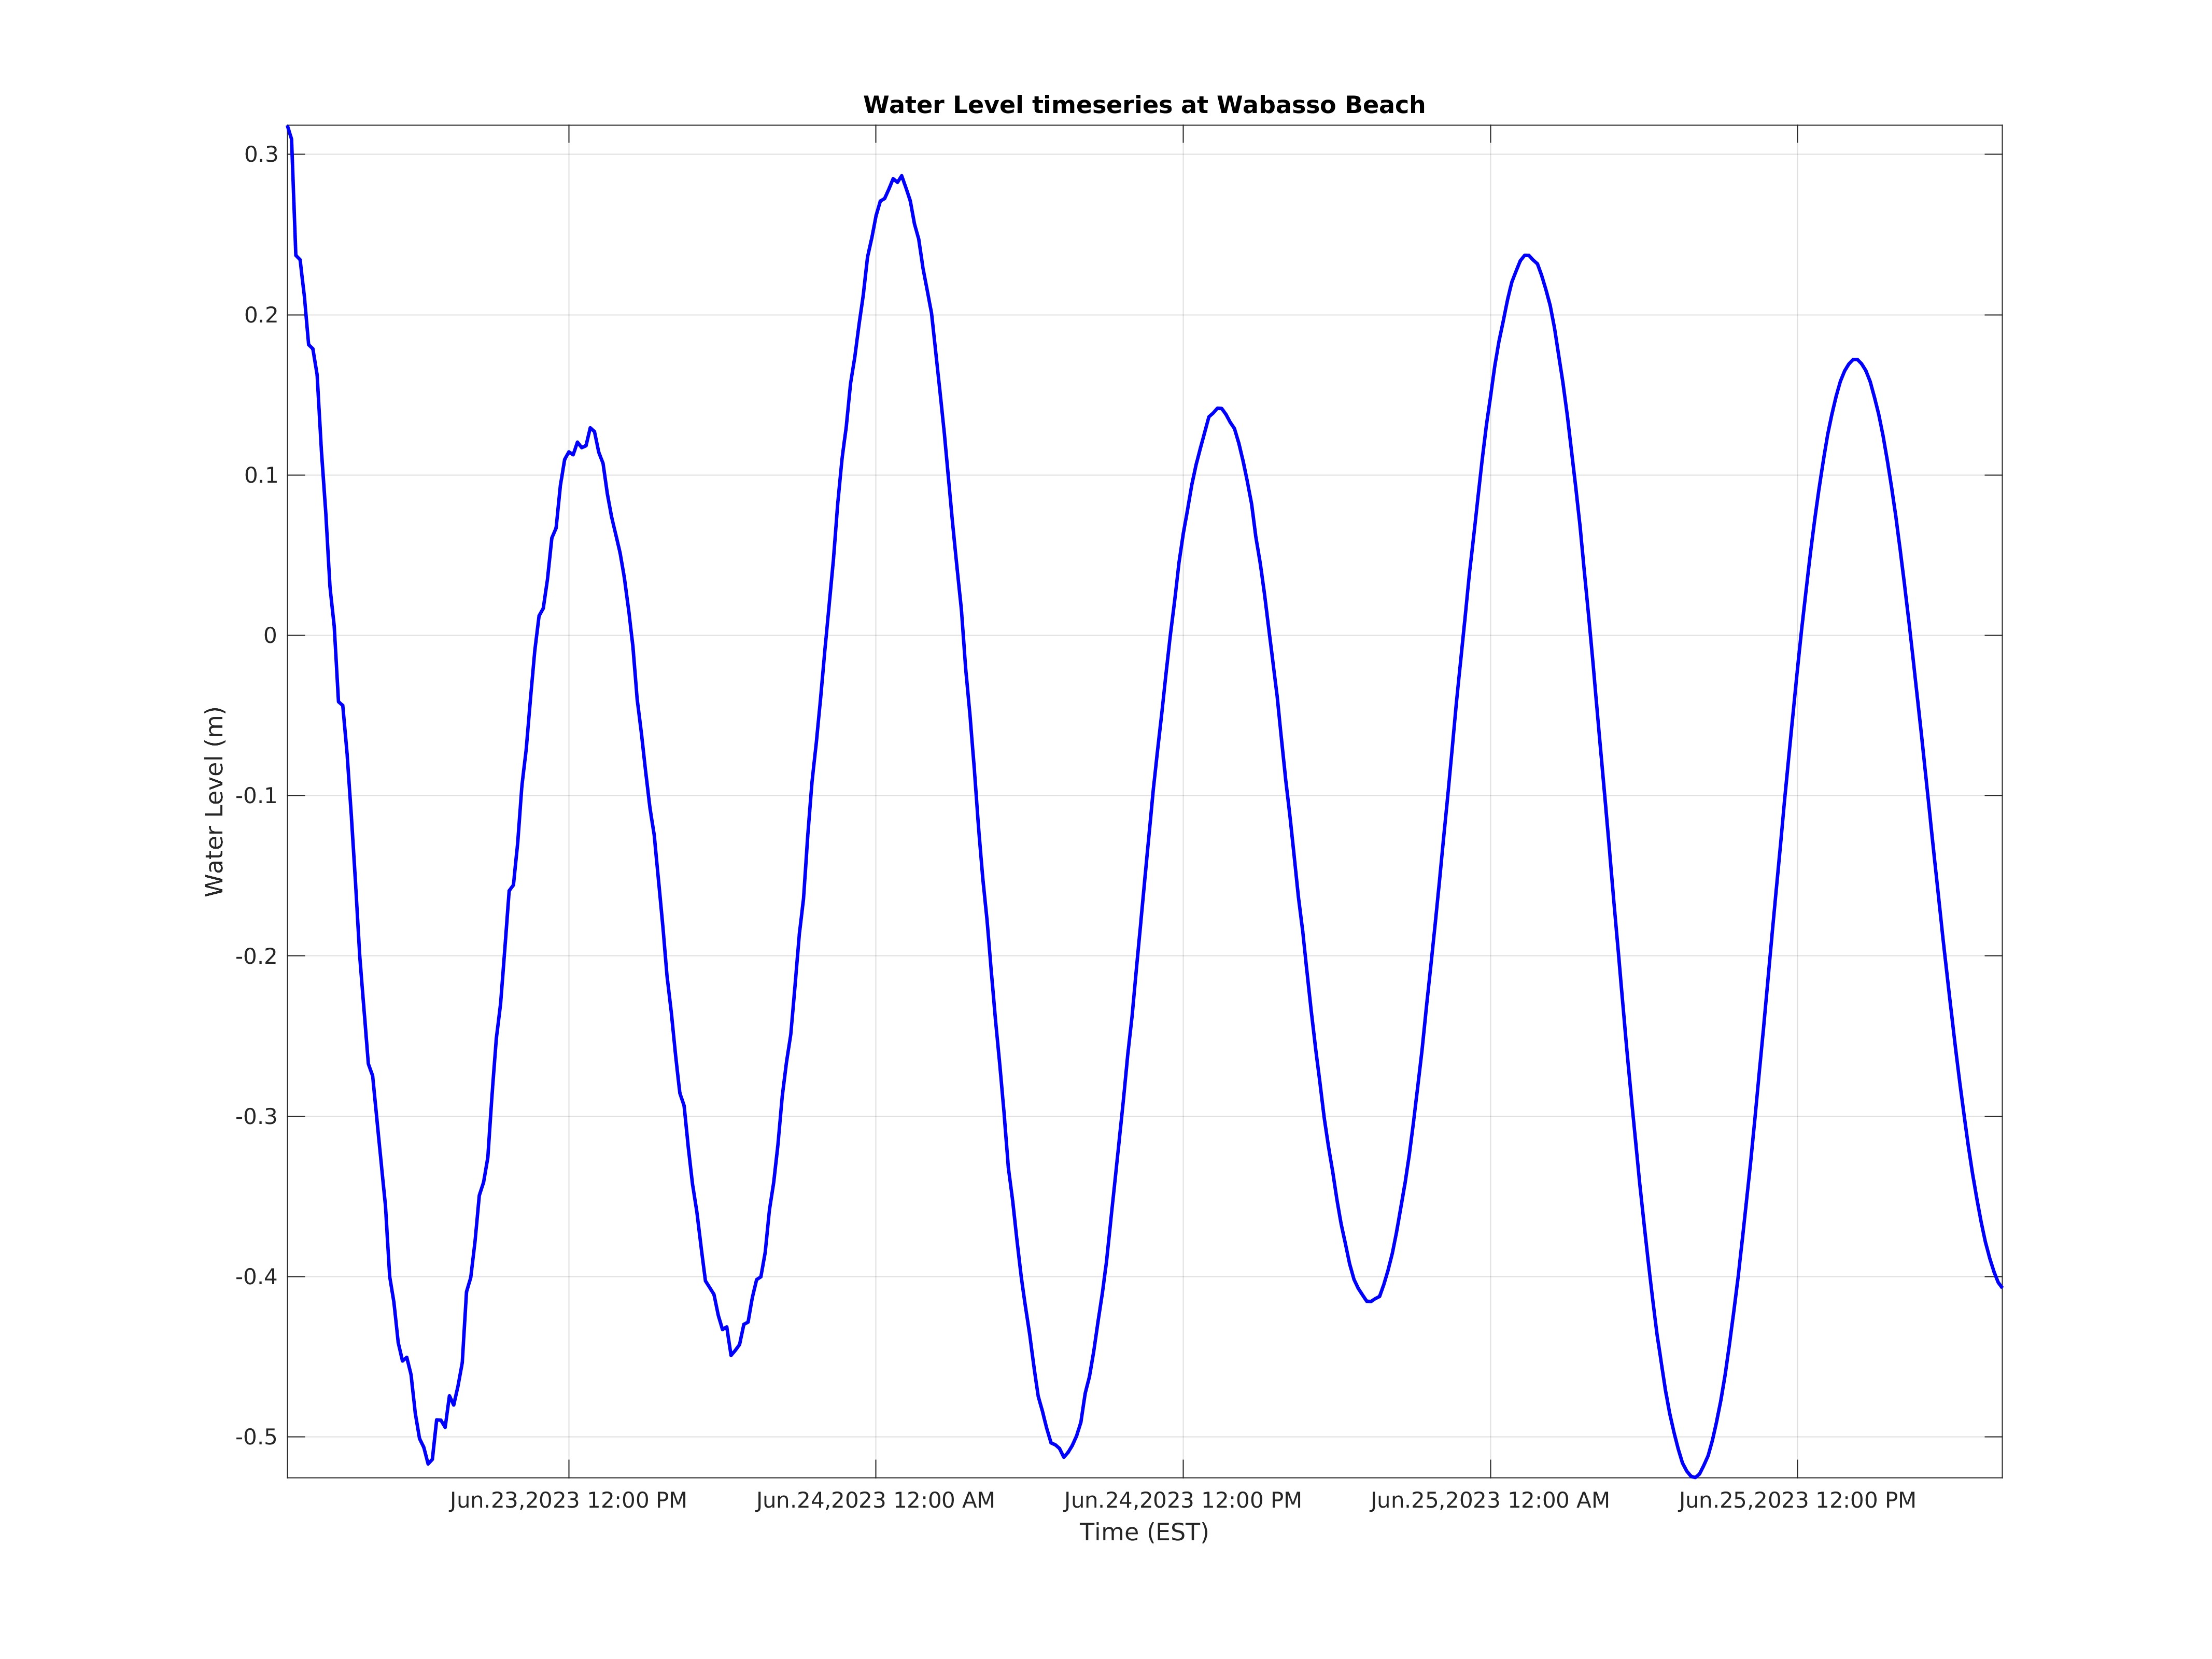 Water Level timeseries at Wabasso Beach
0.3
0.2
0.1
0
-0.1
-0.2
-0.3
-0.4
-0.5
Water Level (m)
Jun.23,2023 12:00 PM
Jun.24,2023 12:00 AM
Jun.24,2023 12:00 PM
Jun.25,2023 12:00 AM
Jun.25,2023 12:00 PM
Time (EST)